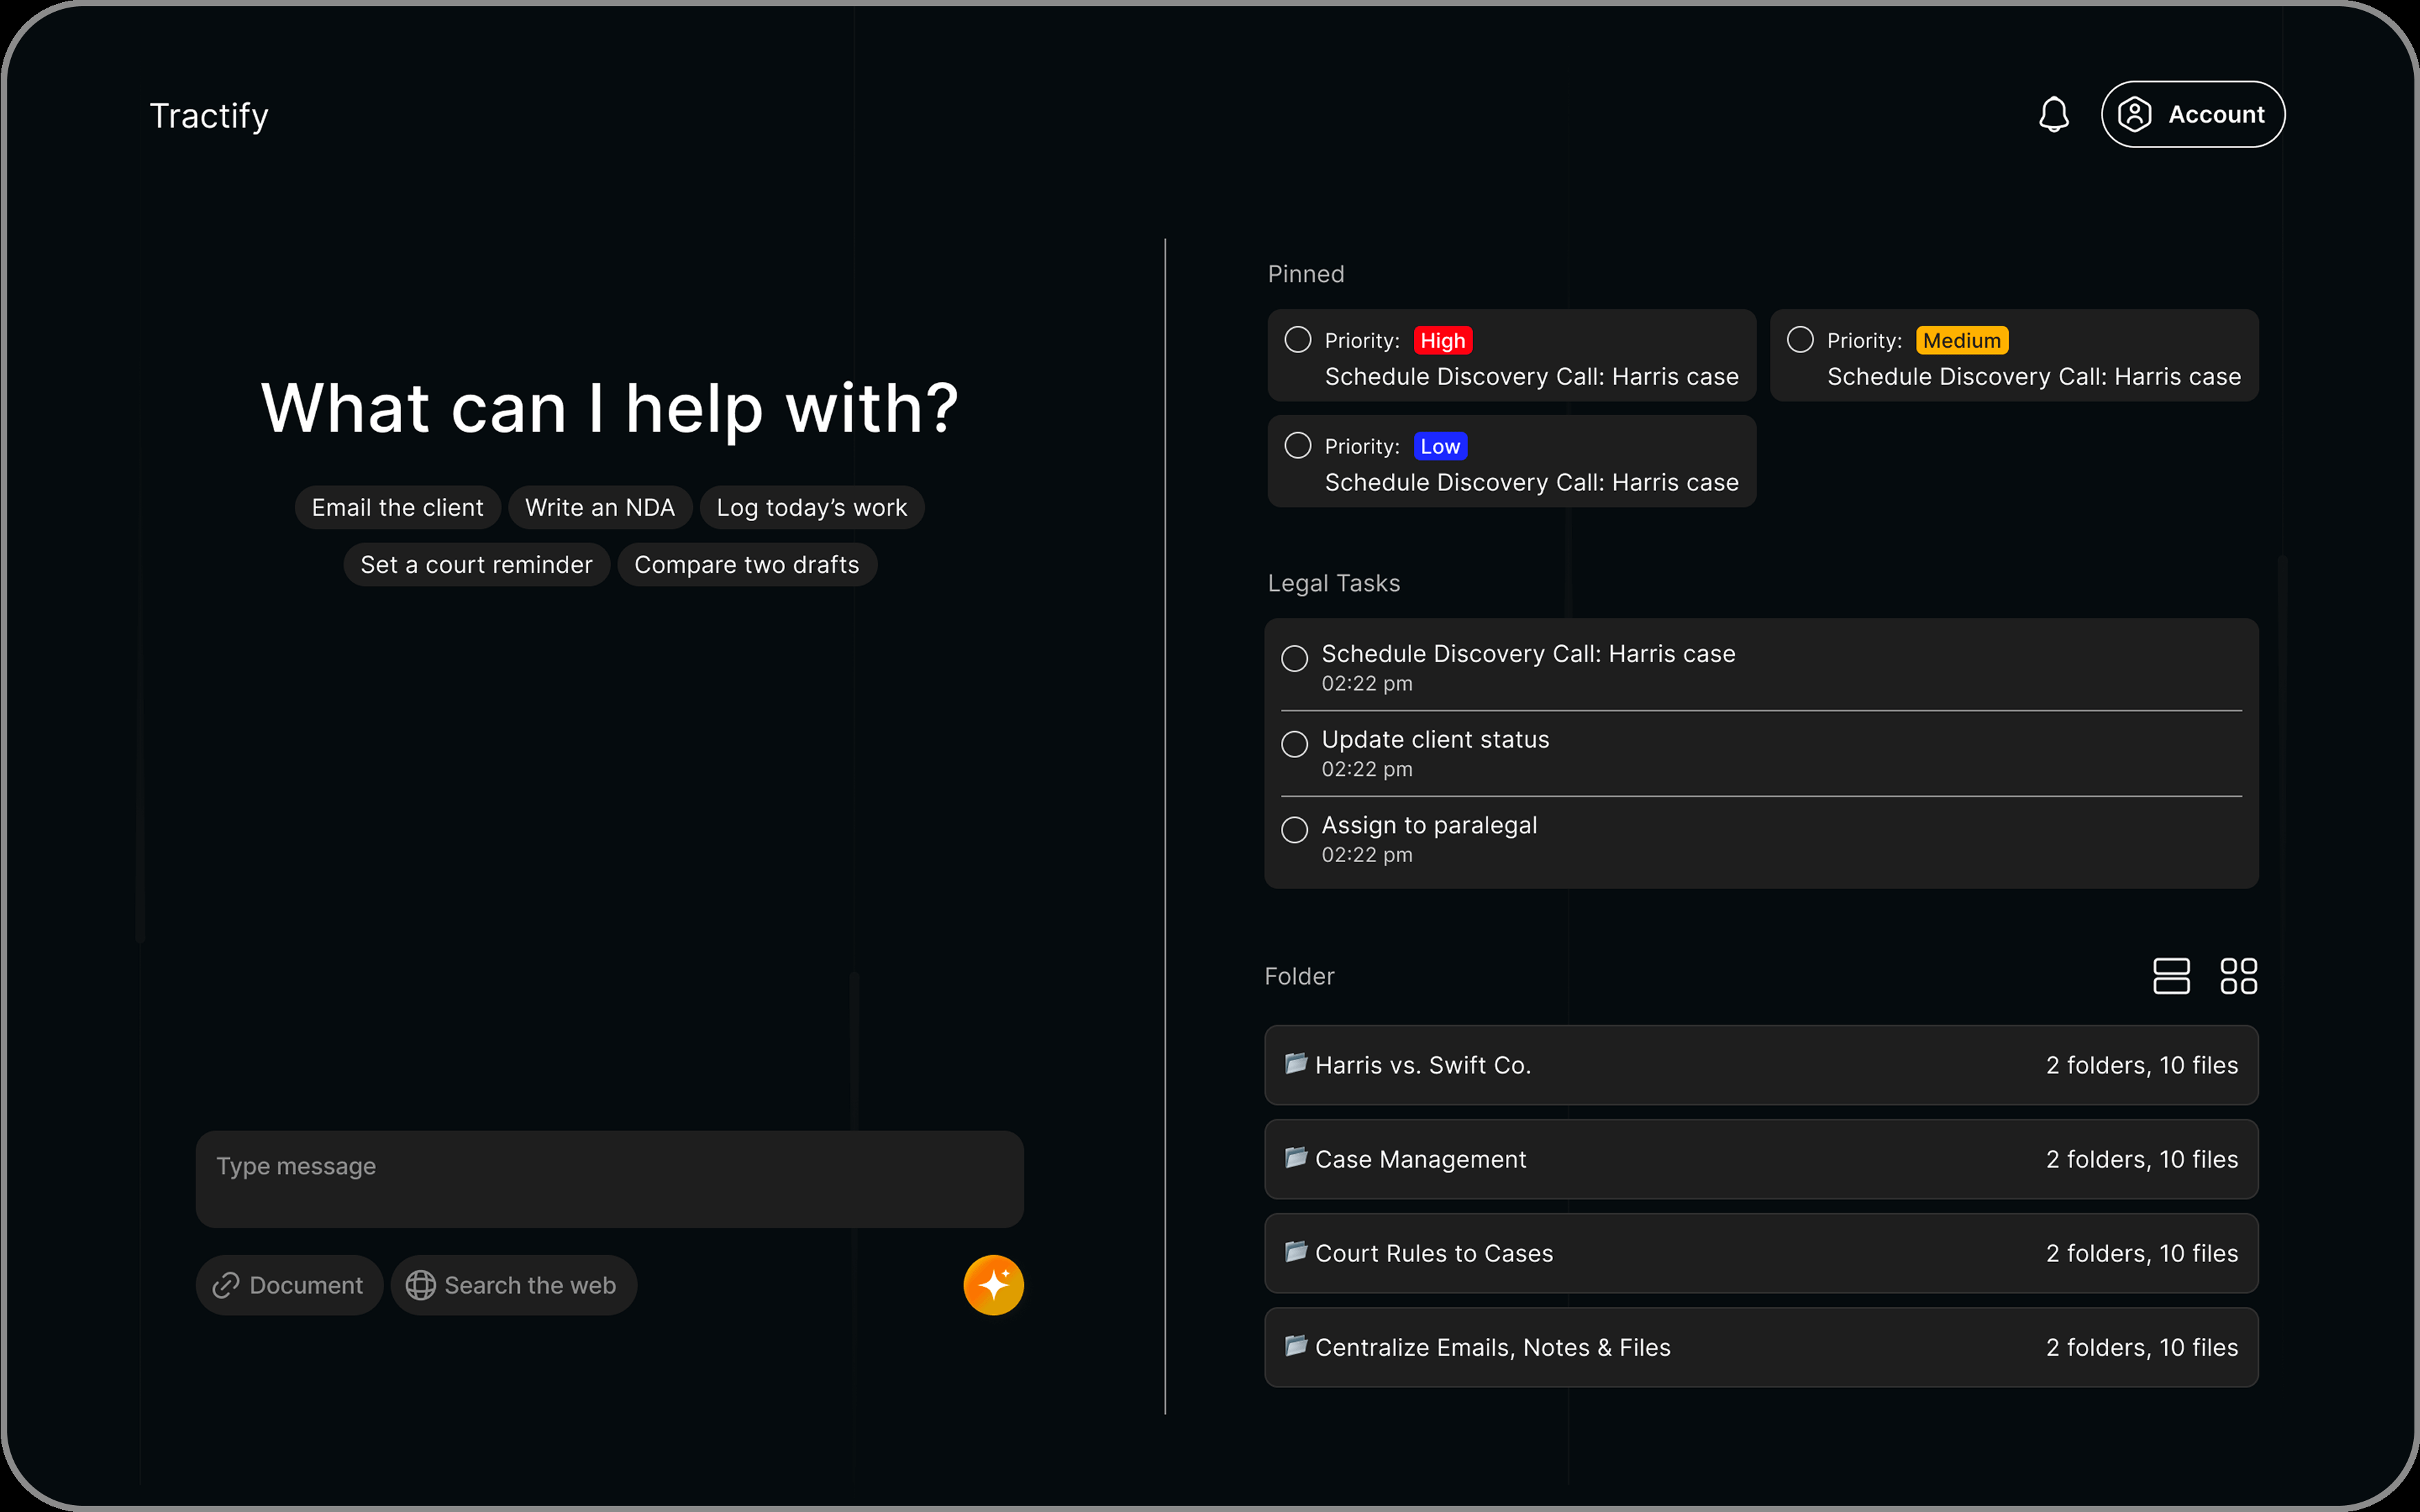 Tractify
Account
What can I help with?
Email the client
Write an NDA
Log today’s work
Set a court reminder
Compare two drafts
Type message
Document
Search the web
Pinned
Priority: High
Schedule Discovery Call: Harris case
Priority: Medium
Schedule Discovery Call: Harris case
Priority: Low
Schedule Discovery Call: Harris case
Legal Tasks
Schedule Discovery Call: Harris case
02:22 pm
Update client status
02:22 pm
Assign to paralegal
02:22 pm
Folder
Harris vs. Swift Co.
2 folders, 10 files
Case Management
2 folders, 10 files
Court Rules to Cases
2 folders, 10 files
Centralize Emails, Notes & Files
2 folders, 10 files